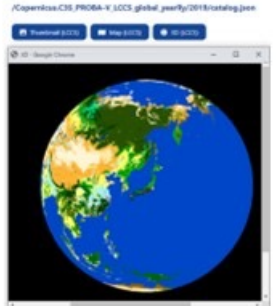 /Copernicus.C3S_PROBA-V_LCCS_global_yearly/2019/catalog.json
Thumbnail (LCCS)
Map (LCCS)
3D (LCCS)
3D - Google Chrome